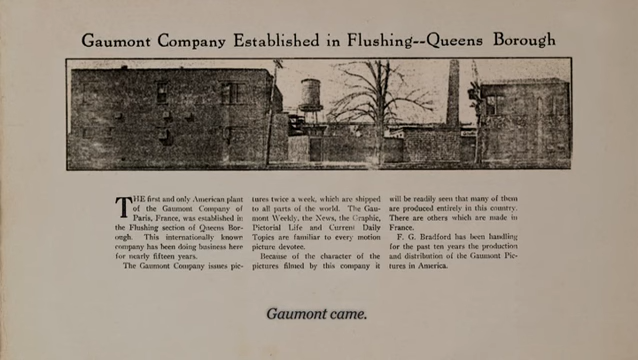 Gaumont Company Established in Flushing--Queens Borough
THE first and only American plant
of the Gaumont Company of
Paris, France, was established in
the Flushing section of Queens Bor-
ough. This internationally known
company has been doing business here
for nearly fifteen years.
The Gaumont Company issues pic-
tures twice a week, which are shipped
to all parts of the world. The Gau-
mont Weekly, the News, the Graphic,
Pictorial Life and Current Daily
Topics are familiar to every motion
picture devotee.
Because of the character of the
pictures filmed by this company it
will be readily seen that many of them
are produced entirely in this country.
There are others which are made in
France.
F. G. Bradford has been handling
for the past ten years the production
and distribution of the Gaumont Pic-
tures in America.
Gaumont came.